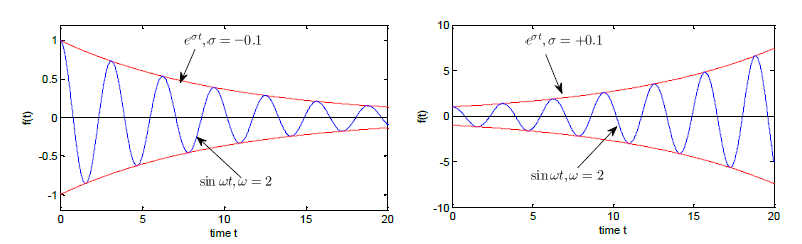 1
0.5
0
-0.5
-1
f(t)
e^{σt}, σ = −0.1
sin ωt, ω = 2
0 5 10 15 20
time t
10
5
0
-5
-10
f(t)
e^{σt}, σ = +0.1
sin ωt, ω = 2
0 5 10 15 20
time t